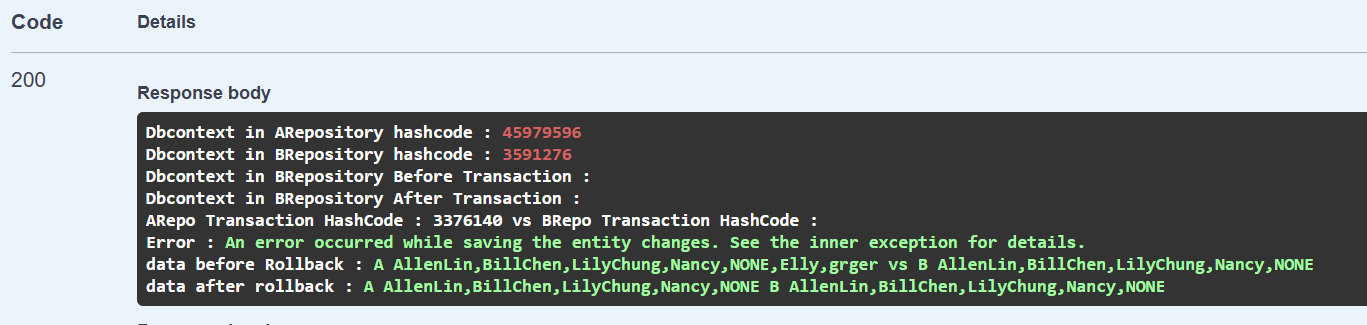 Code Details
200
Response body
Dbcontext in ARepository hashcode : 45979596
Dbcontext in BRepository hashcode : 3591276
Dbcontext in BRepository Before Transaction :
Dbcontext in BRepository After Transaction :
ARepo Transaction HashCode : 3376140 vs BRepo Transaction HashCode :
Error : An error occurred while saving the entity changes. See the inner exception for details.
data before Rollback : A AllenLin,BillChen,LilyChung,Nancy,NONE,Elly,grger vs B AllenLin,BillChen,LilyChung,Nancy,NONE
data after rollback : A AllenLin,BillChen,LilyChung,Nancy,NONE B AllenLin,BillChen,LilyChung,Nancy,NONE